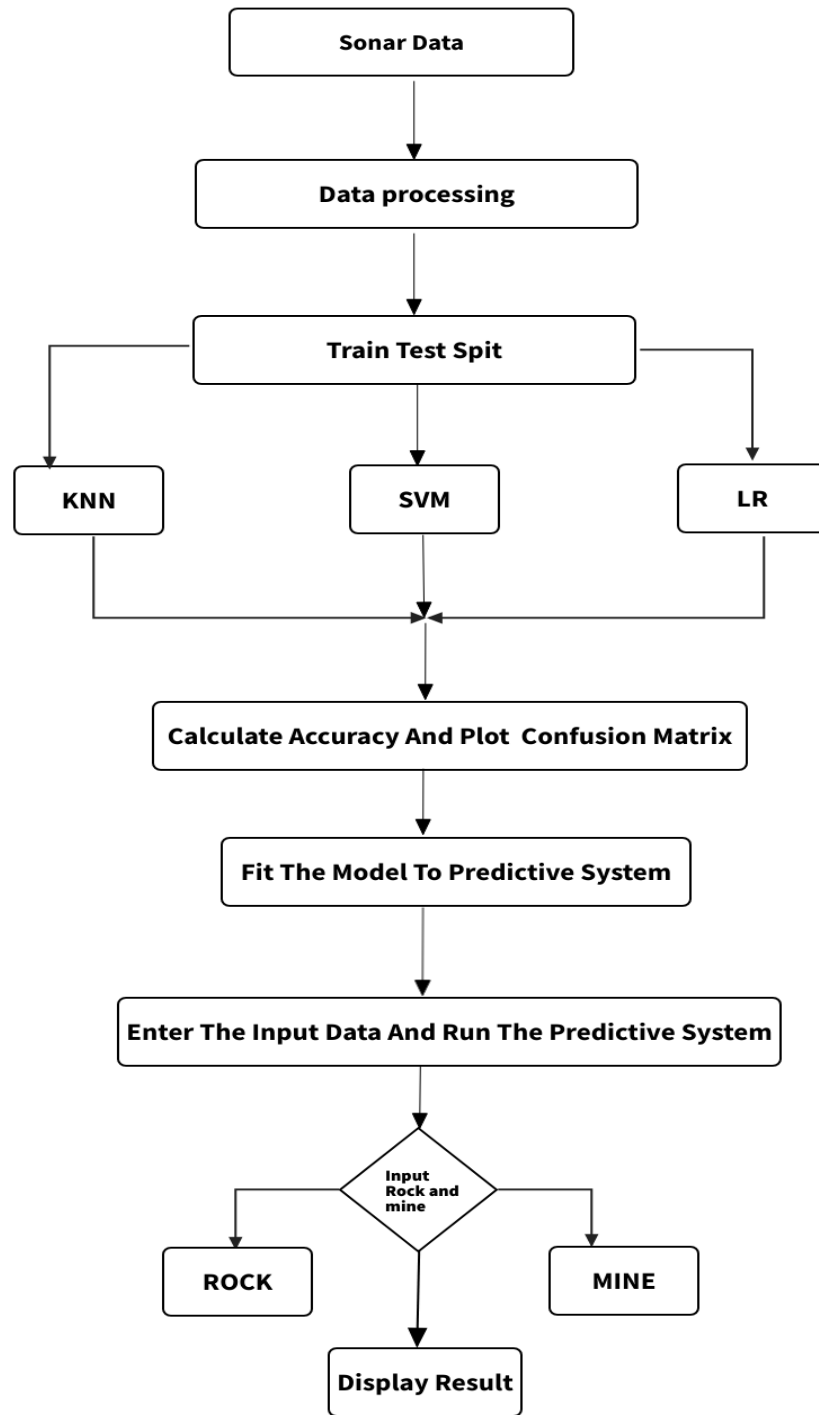 Sonar Data
Data processing
Train Test Spit
KNN
SVM
LR
Calculate Accuracy And Plot Confusion Matrix
Fit The Model To Predictive System
Enter The Input Data And Run The Predictive System
Input
Rock and
mine
ROCK
MINE
Display Result